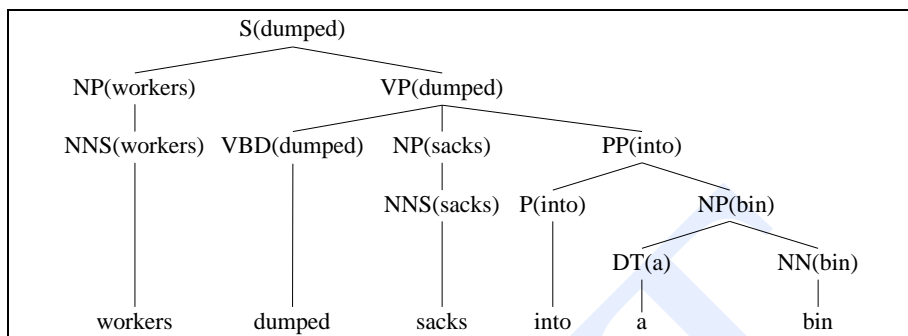 S(dumped)
NP(workers) VP(dumped)
NNS(workers) VBD(dumped) NP(sacks) PP(into)
NNS(sacks) P(into) NP(bin)
DT(a) NN(bin)
workers dumped sacks into a bin